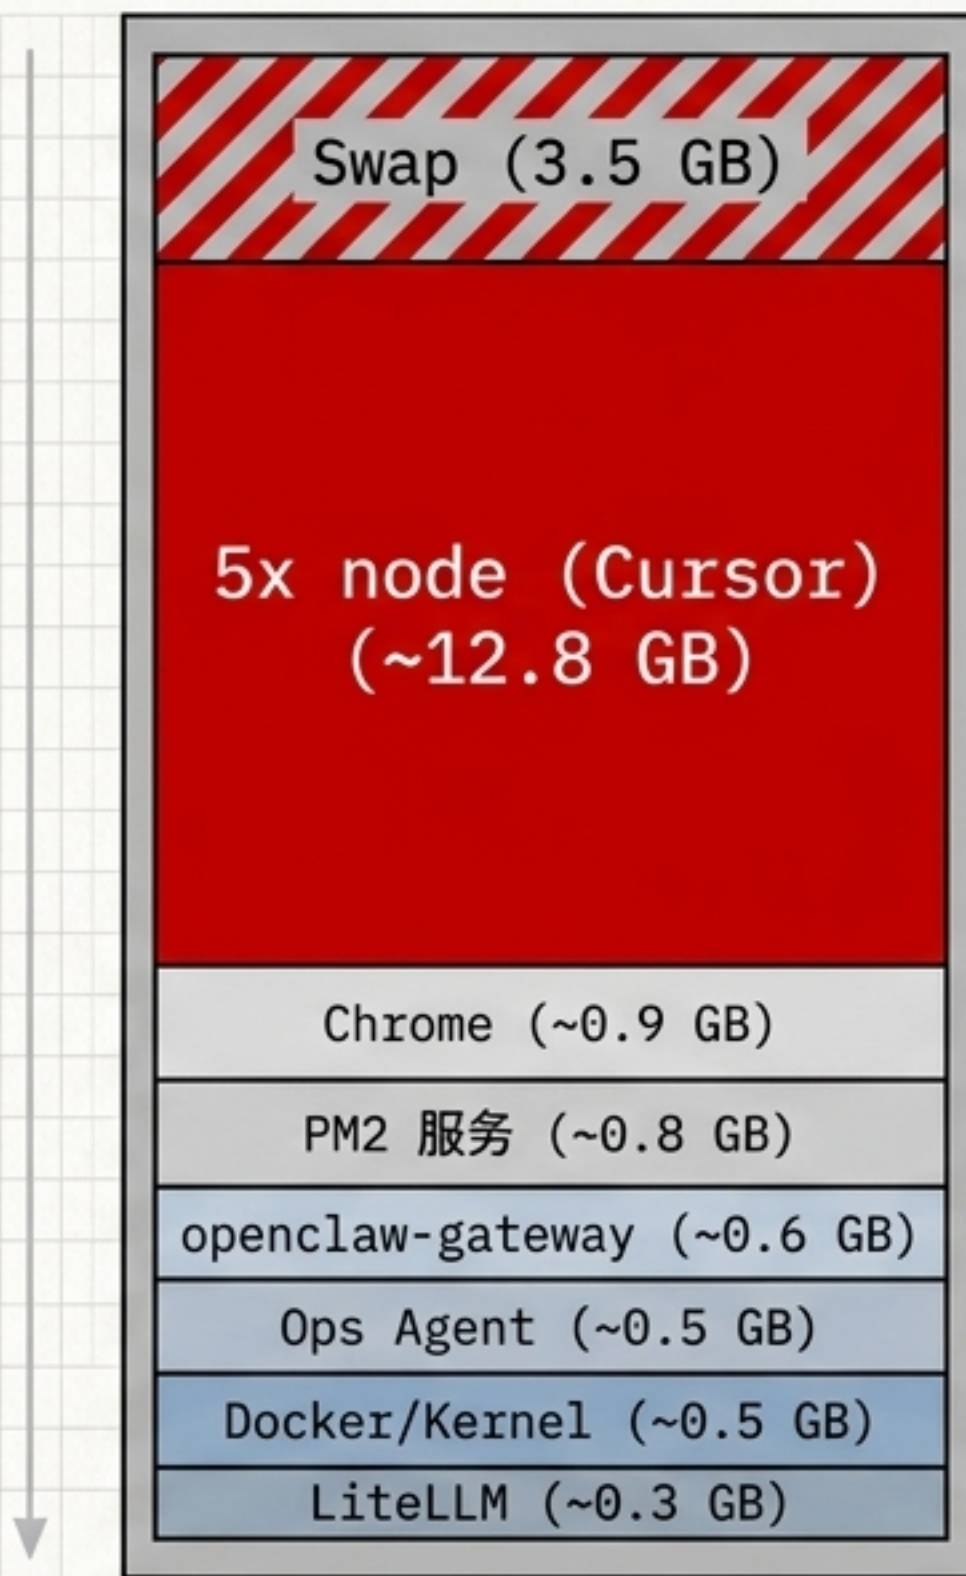 Swap (3.5 GB)
5x node (Cursor)
(~12.8 GB)
Chrome (~0.9 GB)
PM2 服务 (~0.8 GB)
openclaw-gateway (~0.6 GB)
Ops Agent (~0.5 GB)
Docker/Kernel (~0.5 GB)
LiteLLM (~0.3 GB)